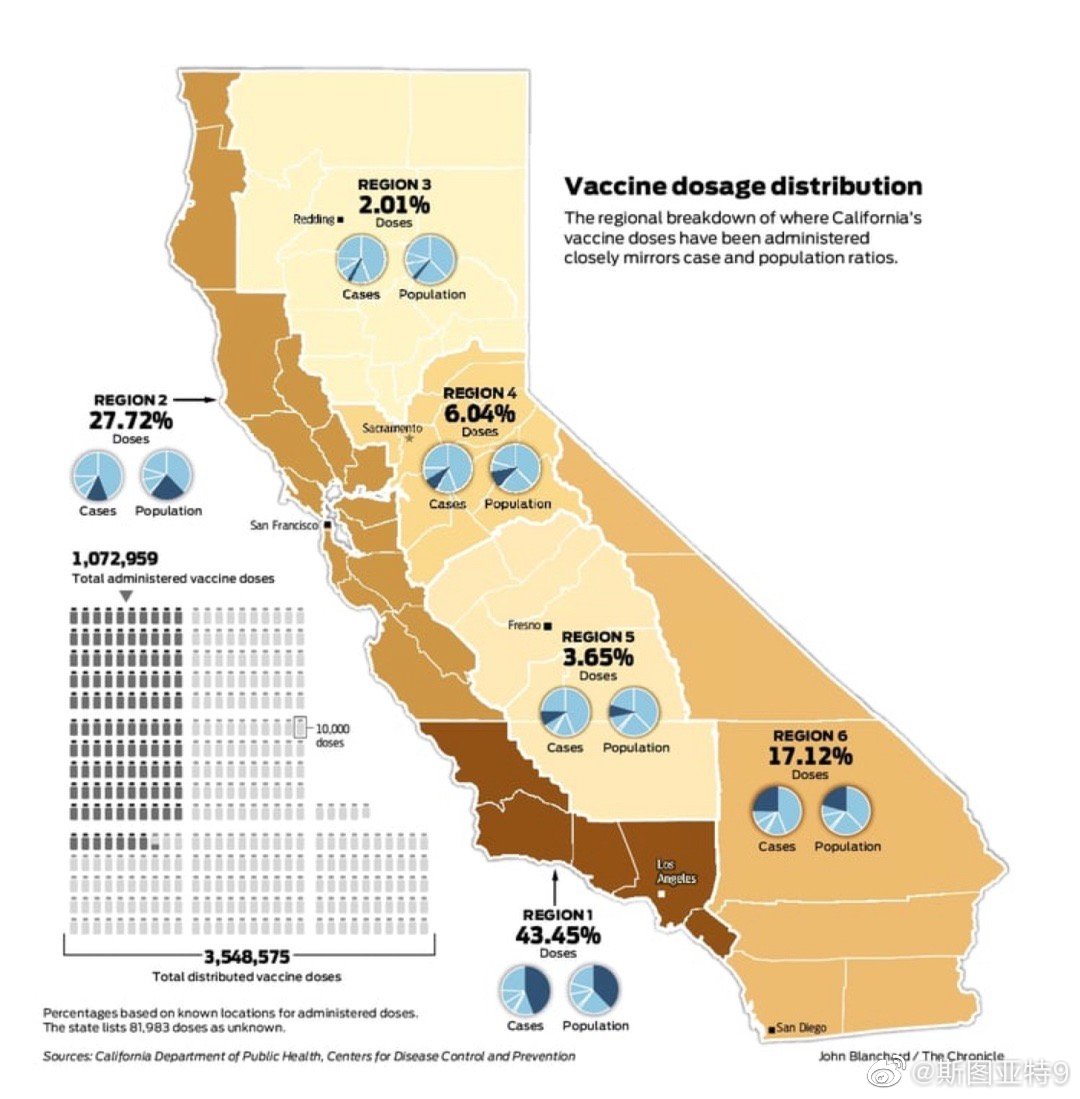 Vaccine dosage distribution
The regional breakdown of where California's
vaccine doses have been administered
closely mirrors case and population ratios.
REGION 3
2.01%
Doses
Redding
Cases
Population
REGION 2
27.72%
Doses
Cases
Population
REGION 4
6.04%
Doses
Sacramento
Cases
Population
San Francisco
1,072,959
Total administered vaccine doses
10,000
doses
3,548,575
Total distributed vaccine doses
Fresno
REGION 5
3.65%
Doses
Cases
Population
REGION 6
17.12%
Doses
Cases
Population
Los
Angeles
REGION 1
43.45%
Doses
Cases
Population
San Diego
Percentages based on known locations for administered doses.
The state lists 81,983 doses as unknown.
Sources: California Department of Public Health, Centers for Disease Control and Prevention
John Blanchard / The Chronicle
@斯图亚特9